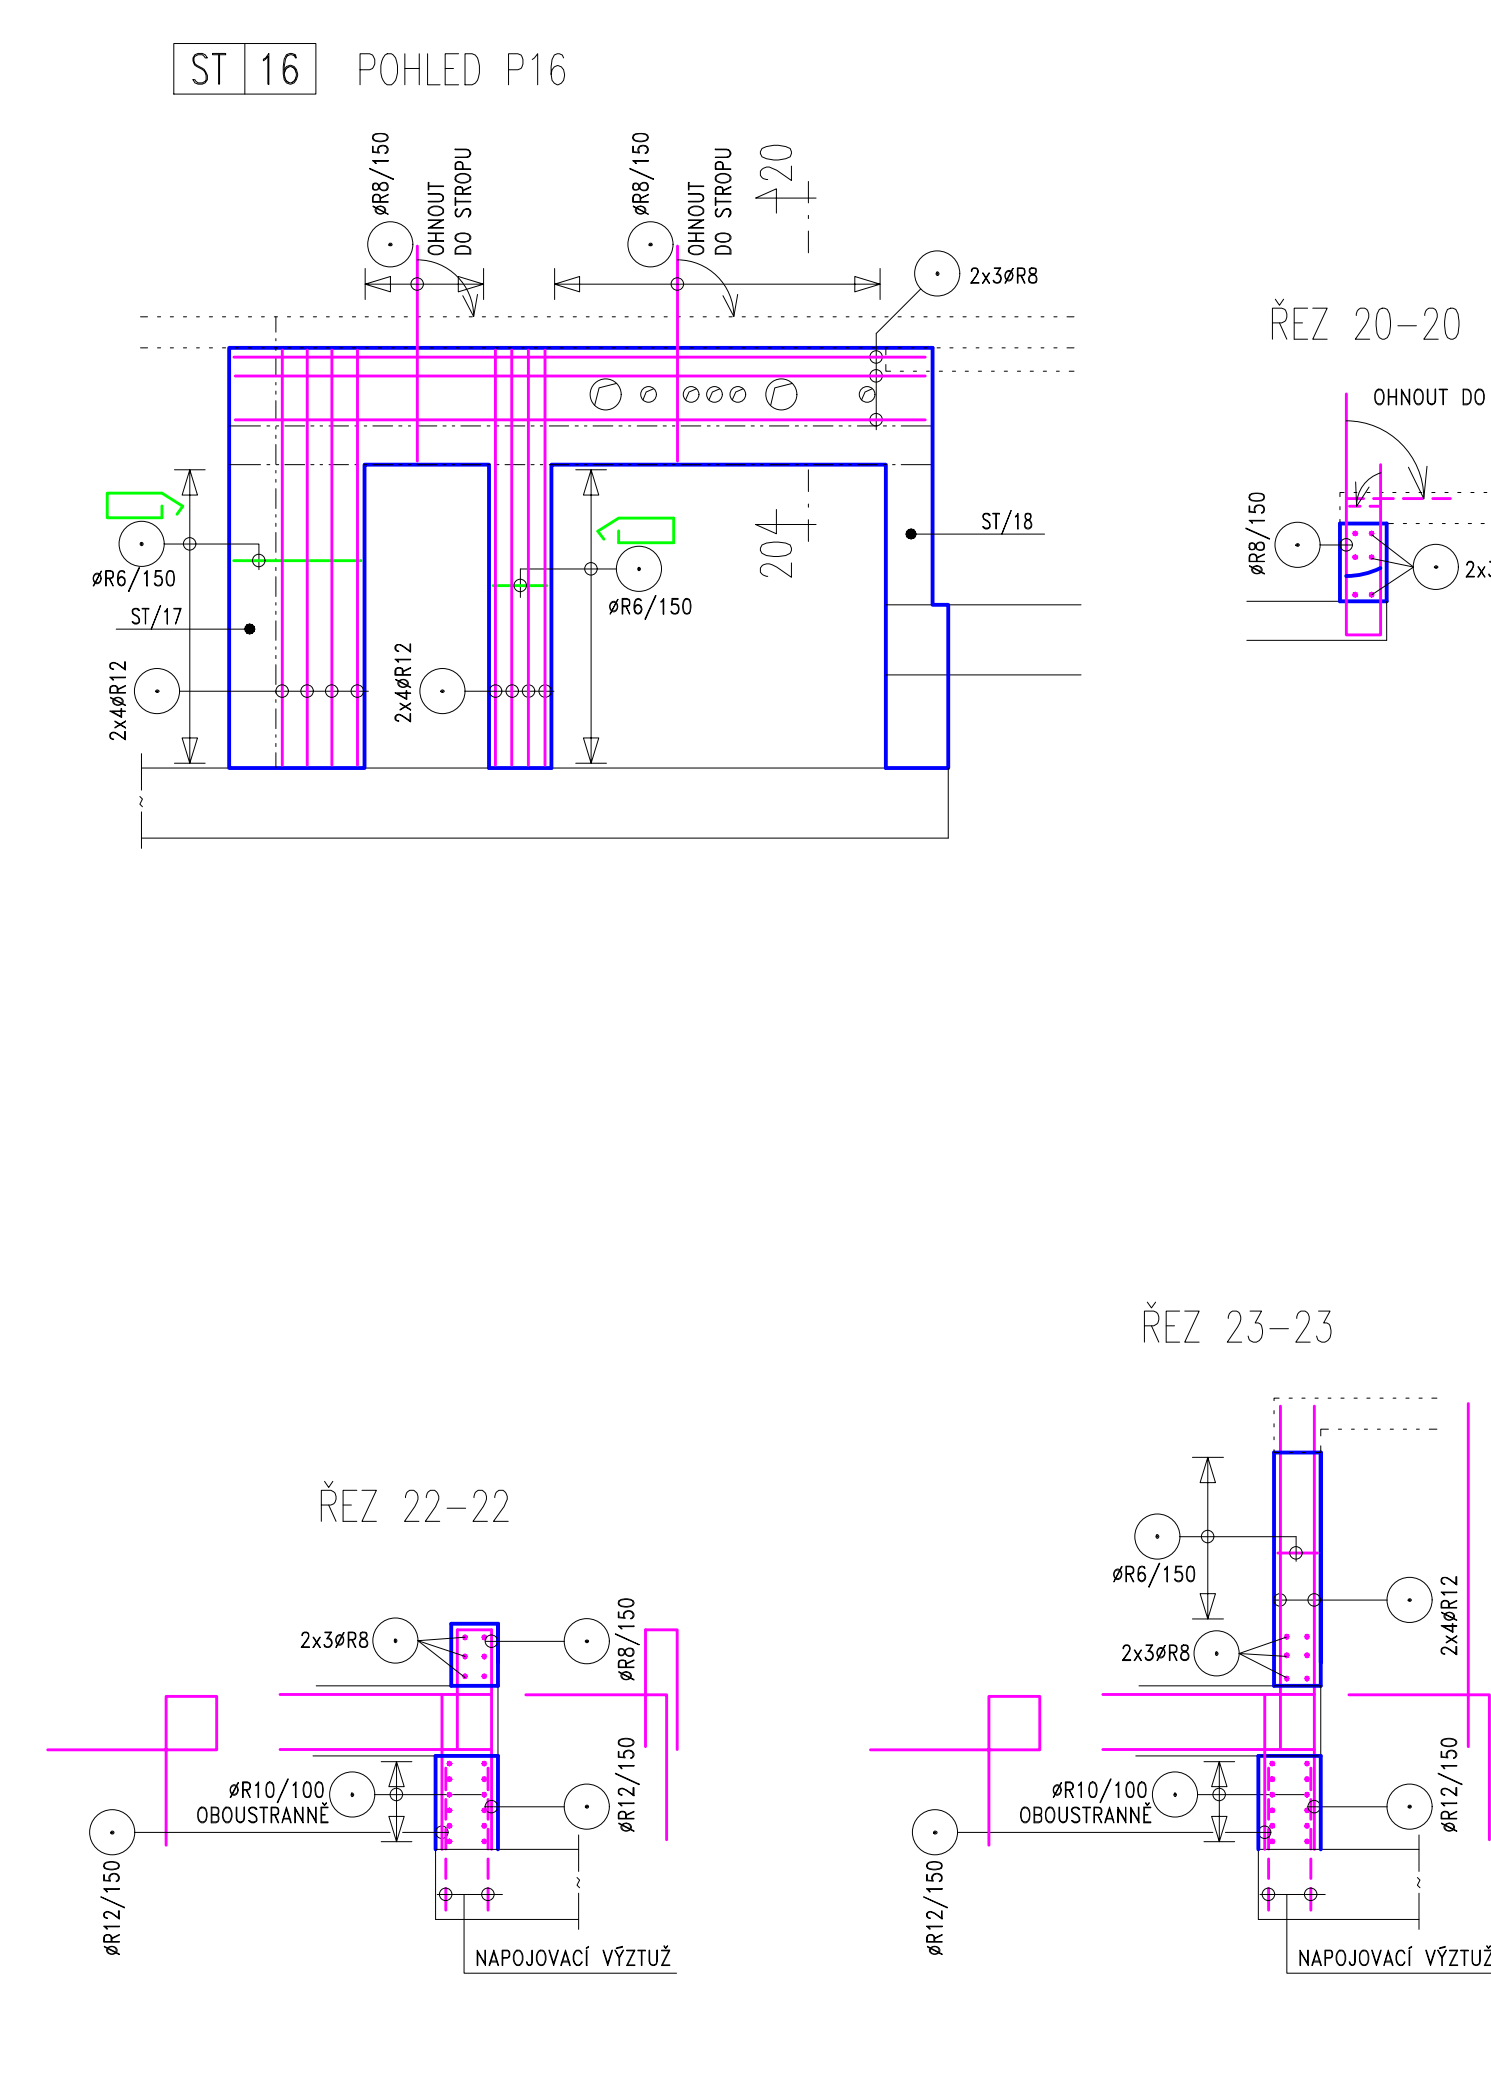 ST 16 POHLED P16
øR8/150
OHNOUT
DO STROPU
øR8/150
OHNOUT
DO STROPU
20
2x3øR8
ŘEZ 20-20
OHNOUT DO
øR8/150
øR6/150
ST/17
2x4øR12
2x4øR12
øR6/150
204
ST/18
ŘEZ 23-23
ŘEZ 22-22
øR6/150
2x4øR12
2x3øR8
2x3øR8
øR8/150
øR10/100
OBOUSTRANNĚ
øR12/150
øR12/150
NAPOJOVACÍ VÝZTUŽ
øR10/100
OBOUSTRANNĚ
øR12/150
øR12/150
NAPOJOVACÍ VÝZTUŽ